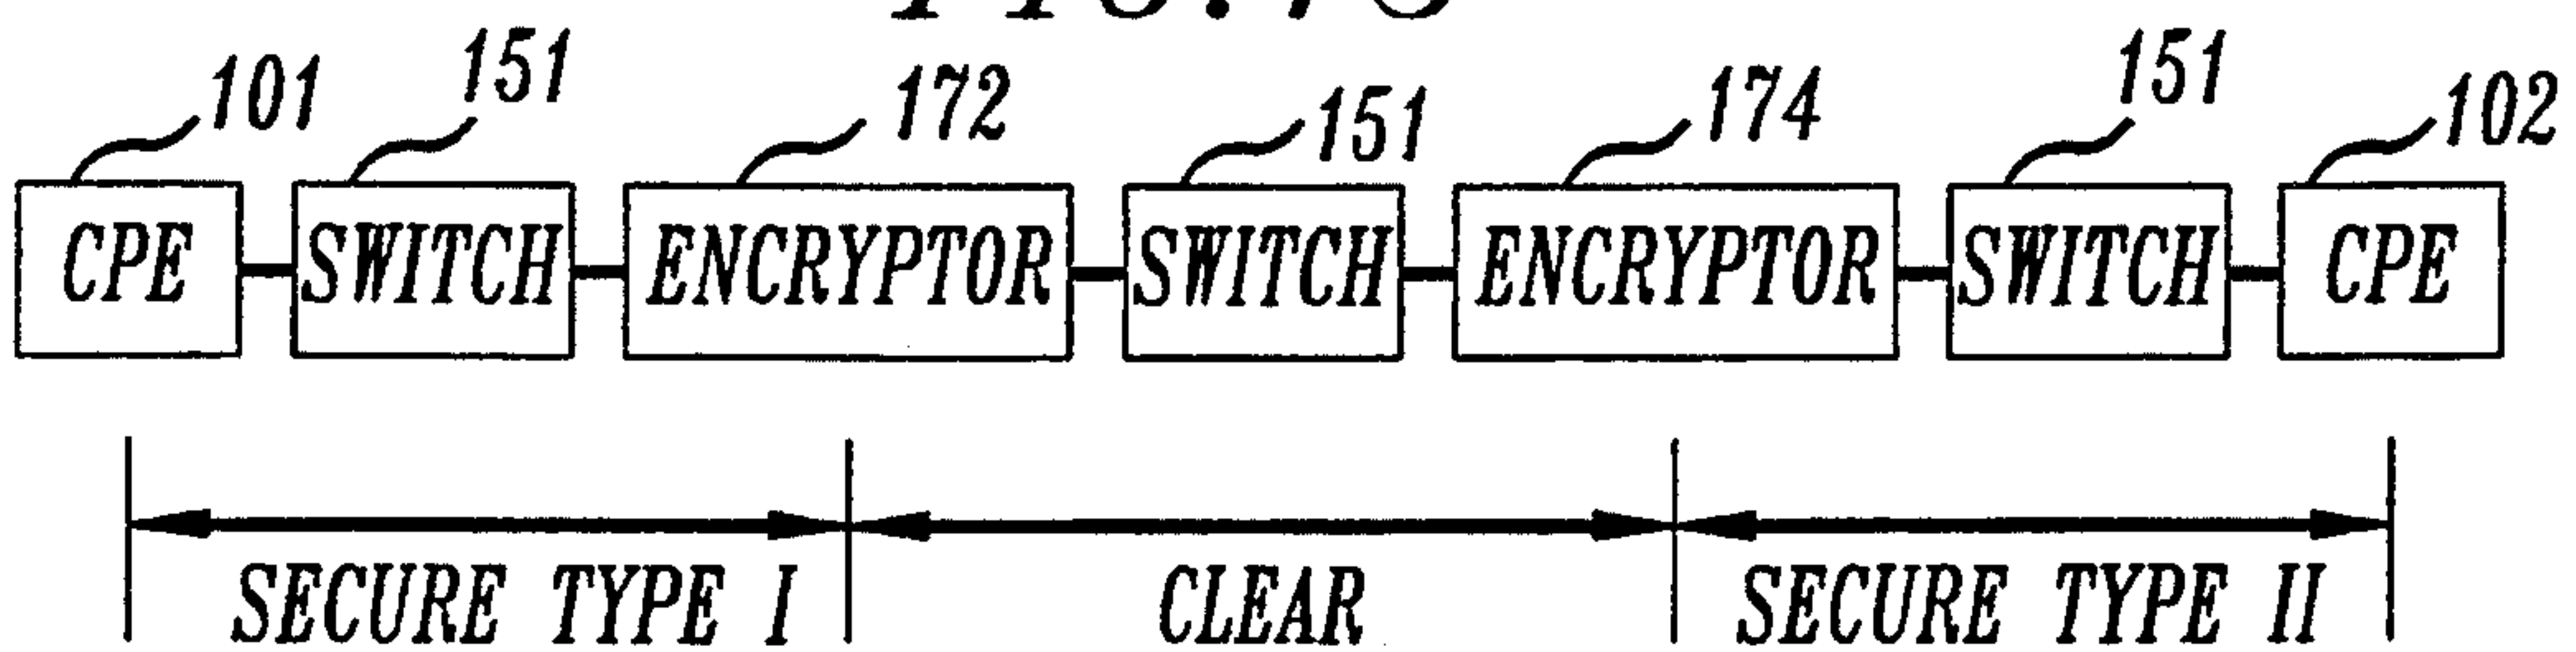 101 151 172 151 174 151 102
CPE SWITCH ENCRYPTOR SWITCH ENCRYPTOR SWITCH CPE
SECURE TYPE I CLEAR SECURE TYPE II